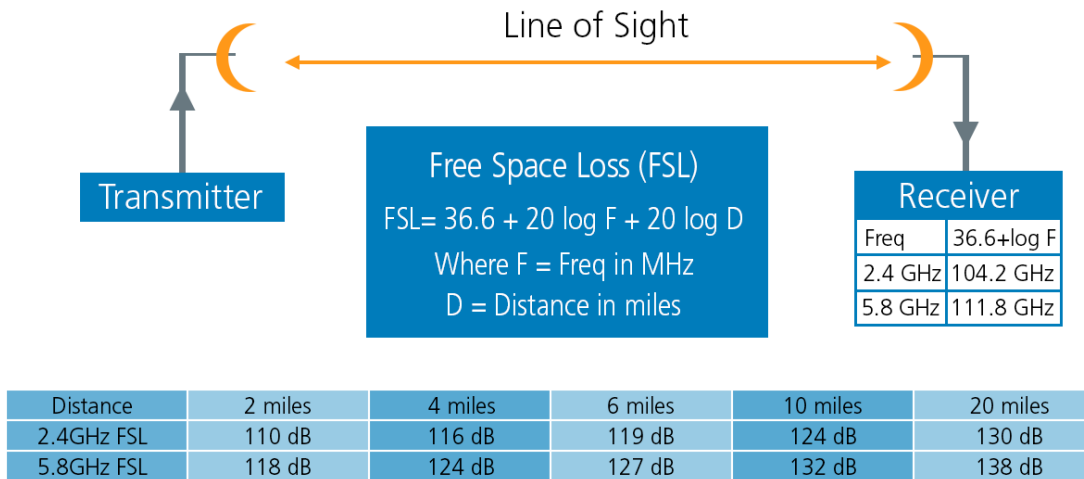 Line of Sight
Transmitter
Free Space Loss (FSL)
FSL= 36.6 + 20 log F + 20 log D
Where F = Freq in MHz
D = Distance in miles
Receiver
Freq 36.6+log F
2.4 GHz 104.2 GHz
5.8 GHz 111.8 GHz
Distance 2 miles 4 miles 6 miles 10 miles 20 miles
2.4GHz FSL 110 dB 116 dB 119 dB 124 dB 130 dB
5.8GHz FSL 118 dB 124 dB 127 dB 132 dB 138 dB